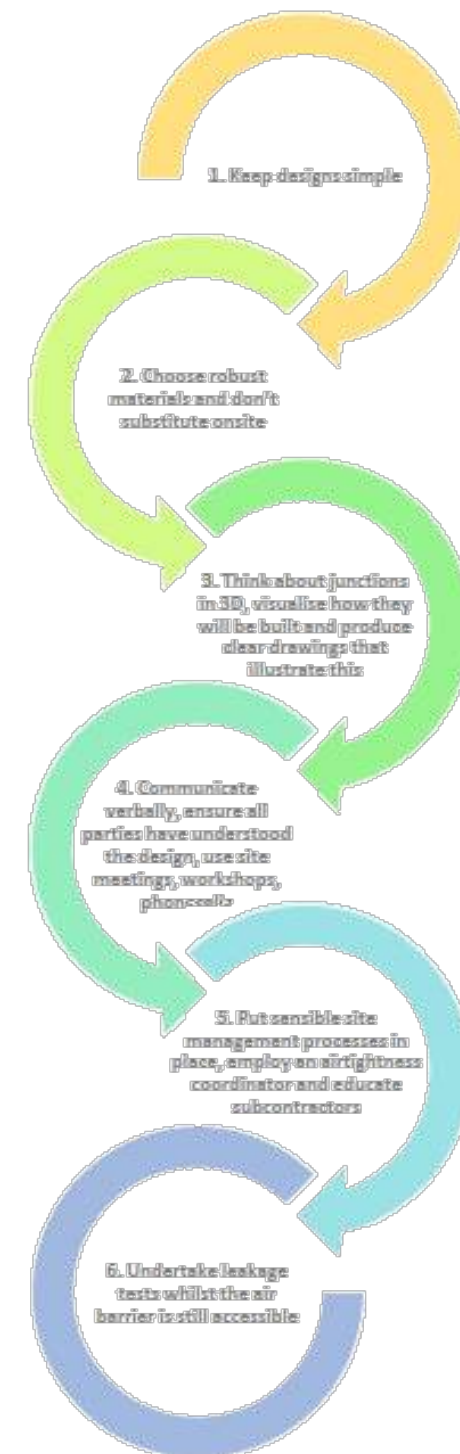 1. Keep designs simple
2. Choose robust
materials and don't
substitute onsite
3. Think about junctions
in 3D, visualise how they
will be built and produce
clear drawings that
illustrate this
4. Communicate
verbally, ensure all
parties have understood
the design, use site
meetings, workshops,
phonecalls
5. Put sensible site
management processes in
place, employ an airtightness
coordinator and educate
subcontractors
6. Undertake leakage
tests whilst the air
barrier is still accessible